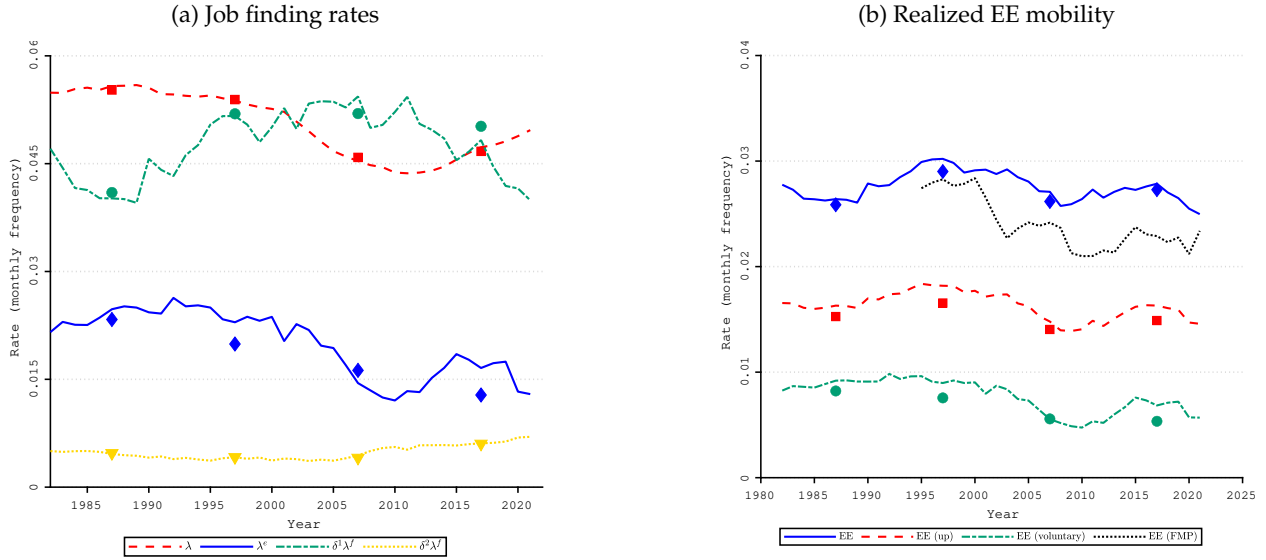 (a) Job finding rates
0.06
0.045
0.03
0.015
0
Rate (monthly frequency)
1985 1990 1995 2000 2005 2010 2015 2020
Year
λ λᵉ δ¹λᶠ δ²λᶠ
(b) Realized EE mobility
0.04
0.03
0.02
0.01
0
Rate (monthly frequency)
1980 1985 1990 1995 2000 2005 2010 2015 2020 2025
Year
EE EE (up) EE (voluntary) EE (FMP)